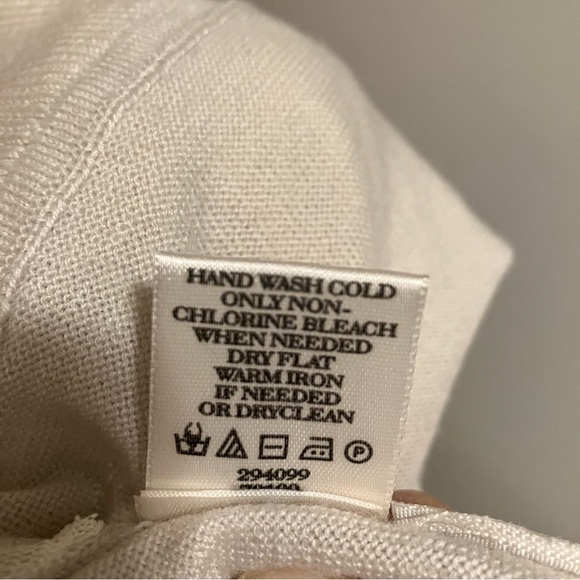 HAND WASH COLD
ONLY NON-
CHLORINE BLEACH
WHEN NEEDED
DRY FLAT
WARM IRON
IF NEEDED
OR DRYCLEAN
P
294099